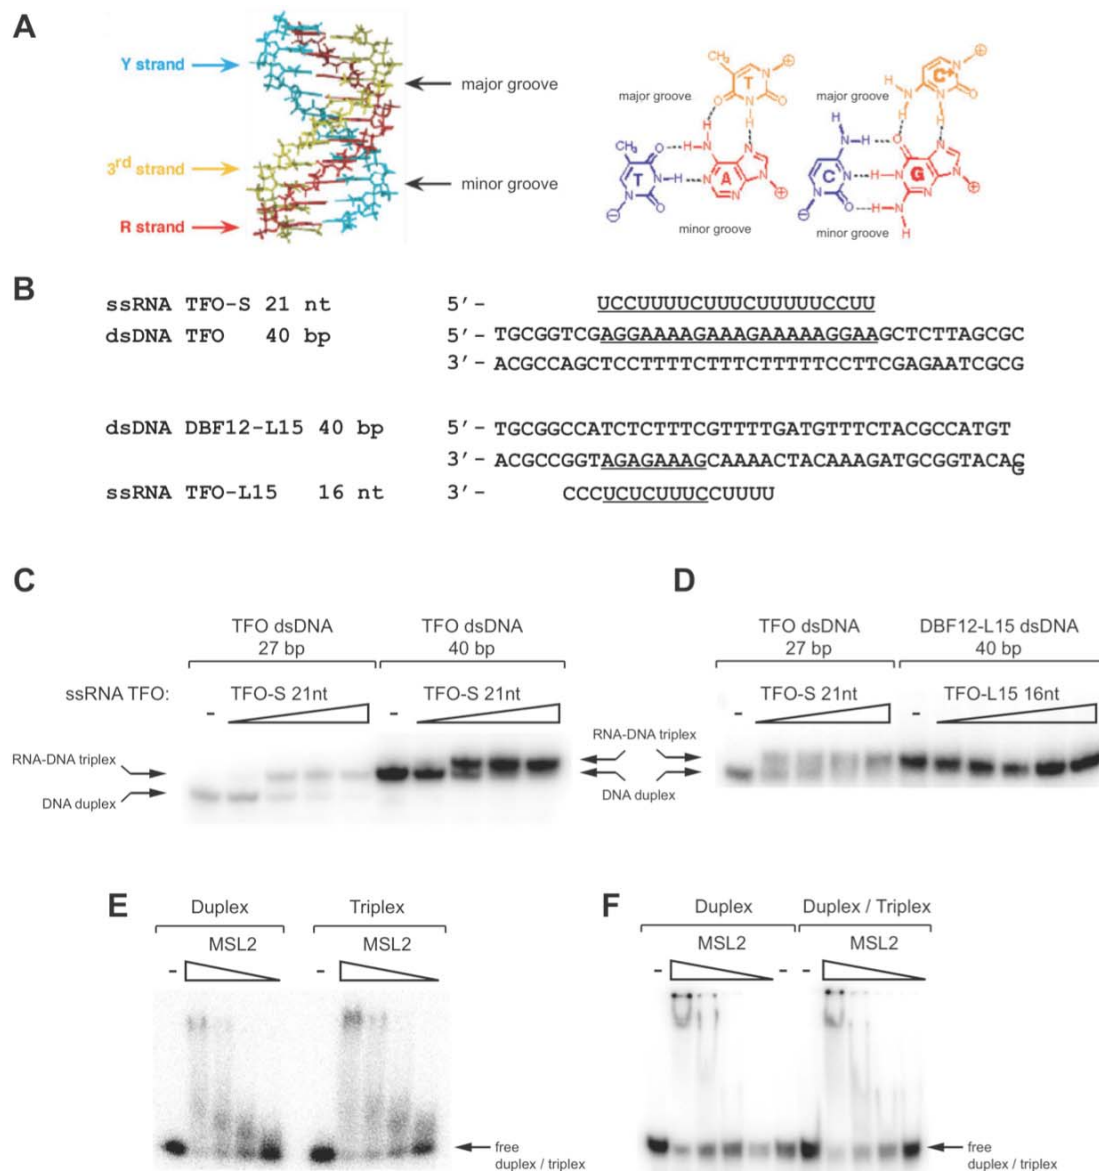 A
Y strand
3rd strand
R strand
major groove
minor groove
major groove
CH3
T
N
⊕
O
N
O
H
H
CH3
O
H-N
N
T
N-H
N
A
N
N
O
⊖
⊕
minor groove
major groove
H
H-N
C+
N
⊕
N
O
H
H
N-H
O
N
C
N
H-N
G
N
N
O
H-N
N
⊖
H
⊕
minor groove
B
ssRNA TFO-S 21 nt 5′- UCCUUUUCUUUCUUUUUCCUU
dsDNA TFO 40 bp 5′- TGCGGTCGAGGAAAAGAAAGAAAAAGGAAGCTCTTAGCGC
3′- ACGCCAGCTCCTTTTCTTTCTTTTTCCTTCGAGAATCGCG
dsDNA DBF12-L15 40 bp 5′- TGCGGCCATCTCTTTCGTTTTGATGTTTCTACGCCATGT
3′- ACGCCGGTAGAGAAAGCAAAACTACAAAGATGCGGTACAG
G
ssRNA TFO-L15 16 nt 3′- CCCUCUCUUUCCUUUU
C
TFO dsDNA
27 bp
TFO dsDNA
40 bp
ssRNA TFO:
TFO-S 21nt
TFO-S 21nt
-
-
RNA-DNA triplex
DNA duplex
RNA-DNA triplex
DNA duplex
D
TFO dsDNA
27 bp
DBF12-L15 dsDNA
40 bp
TFO-S 21nt
TFO-L15 16nt
-
-
E
Duplex
Triplex
MSL2
MSL2
-
-
free
duplex / triplex
F
Duplex
Duplex / Triplex
MSL2
MSL2
-
-
-
free
duplex / triplex